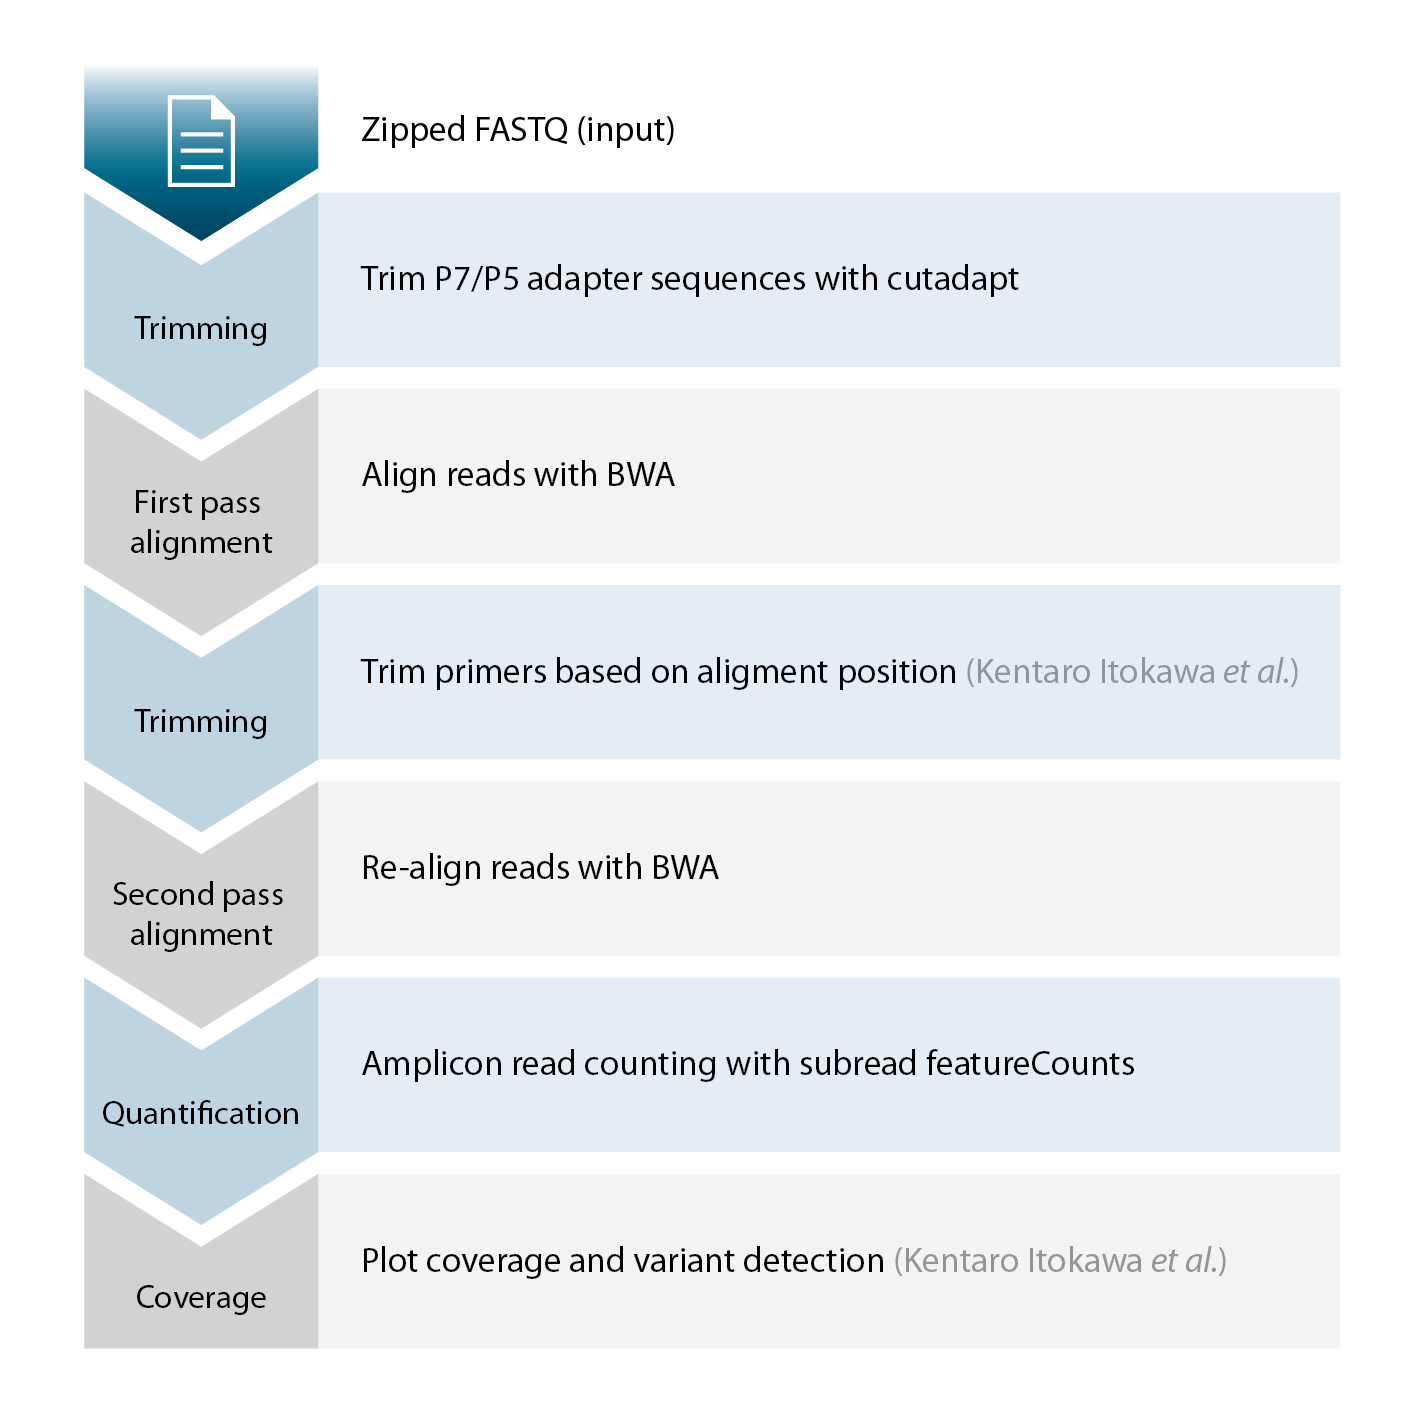 Zipped FASTQ (input)
Trimming
Trim P7/P5 adapter sequences with cutadapt
First pass
alignment
Align reads with BWA
Trimming
Trim primers based on aligment position (Kentaro Itokawa et al.)
Second pass
alignment
Re-align reads with BWA
Quantification
Amplicon read counting with subread featureCounts
Coverage
Plot coverage and variant detection (Kentaro Itokawa et al.)